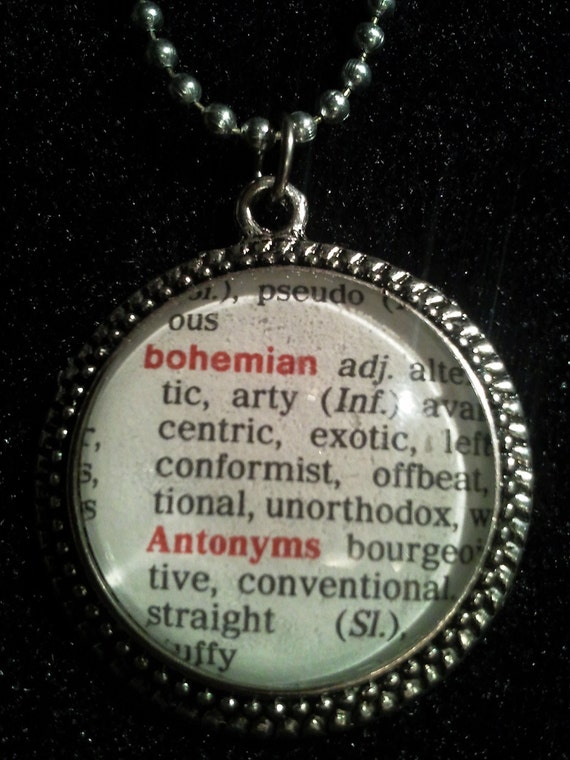 Sl.), pseudo (
ous
bohemian adj. alte
tic, arty (Inf.) avan
centric, exotic, left
conformist, offbeat,
s,
tional, unorthodox, w
s
Antonyms bourgeoi
tive, conventional.
straight (Sl.),
uffy